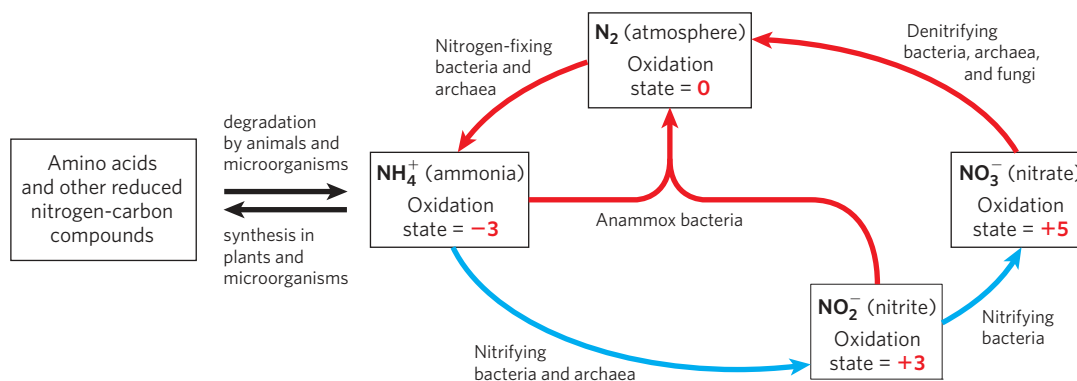 N₂ (atmosphere)
Oxidation
state = 0
Nitrogen-fixing
bacteria and
archaea
Denitrifying
bacteria, archaea,
and fungi
degradation
by animals and
microorganisms
Amino acids
and other reduced
nitrogen-carbon
compounds
synthesis in
plants and
microorganisms
NH₄⁺ (ammonia)
Oxidation
state = −3
Anammox bacteria
NO₃⁻ (nitrate)
Oxidation
state = +5
NO₂⁻ (nitrite)
Oxidation
state = +3
Nitrifying
bacteria
Nitrifying
bacteria and archaea